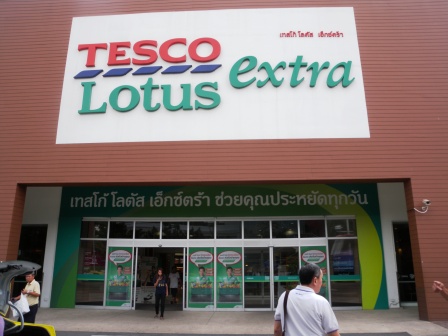 เทสโก้ โลตัส เอ็กซ์ตร้า
TESCO
Lotus extra
เทสโก้ โลตัส เอ็กซ์ตร้า ช่วยคุณประหยัดทุกวัน